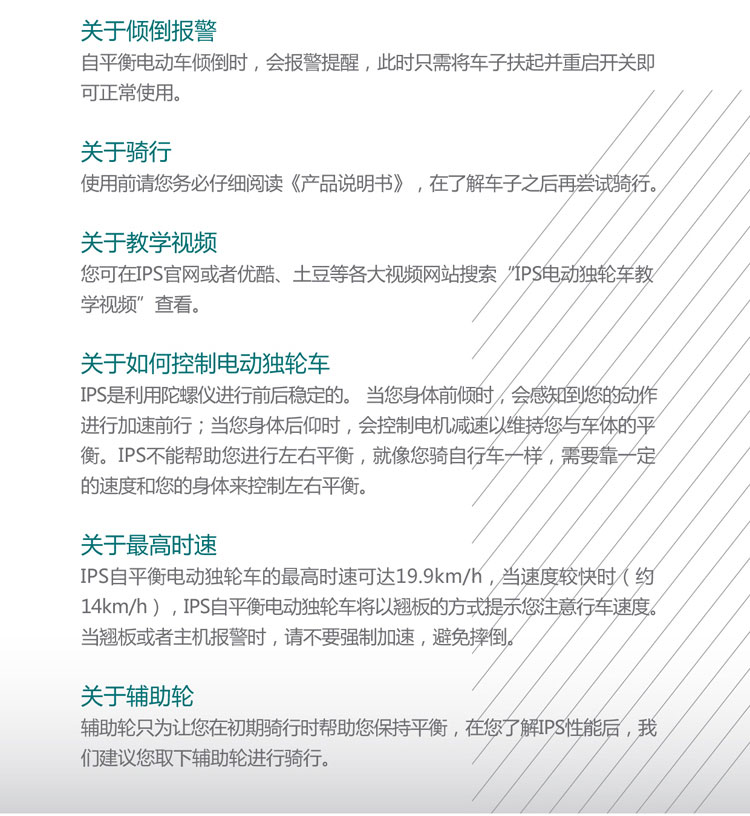 关于倾倒报警
自平衡电动车倾倒时，会报警提醒，此时只需将车子扶起并重启开关即
可正常使用。
关于骑行
使用前请您务必仔细阅读《产品说明书》，在了解车子之后再尝试骑行。
关于教学视频
您可在IPS官网或者优酷、土豆等各大视频网站搜索“IPS电动独轮车教
学视频”查看。
关于如何控制电动独轮车
IPS是利用陀螺仪进行前后稳定的。 当您身体前倾时，会感知到您的动作
进行加速前行；当您身体后仰时，会控制电机减速以维持您与车体的平
衡。IPS不能帮助您进行左右平衡，就像您骑自行车一样，需要靠一定
的速度和您的身体来控制左右平衡。
关于最高时速
IPS自平衡电动独轮车的最高时速可达19.9km/h，当速度较快时（约
14km/h），IPS自平衡电动独轮车将以翘板的方式提示您注意行车速度。
当翘板或者主机报警时，请不要强制加速，避免摔倒。
关于辅助轮
辅助轮只为让您在初期骑行时帮助您保持平衡，在您了解IPS性能后，我
们建议您取下辅助轮进行骑行。